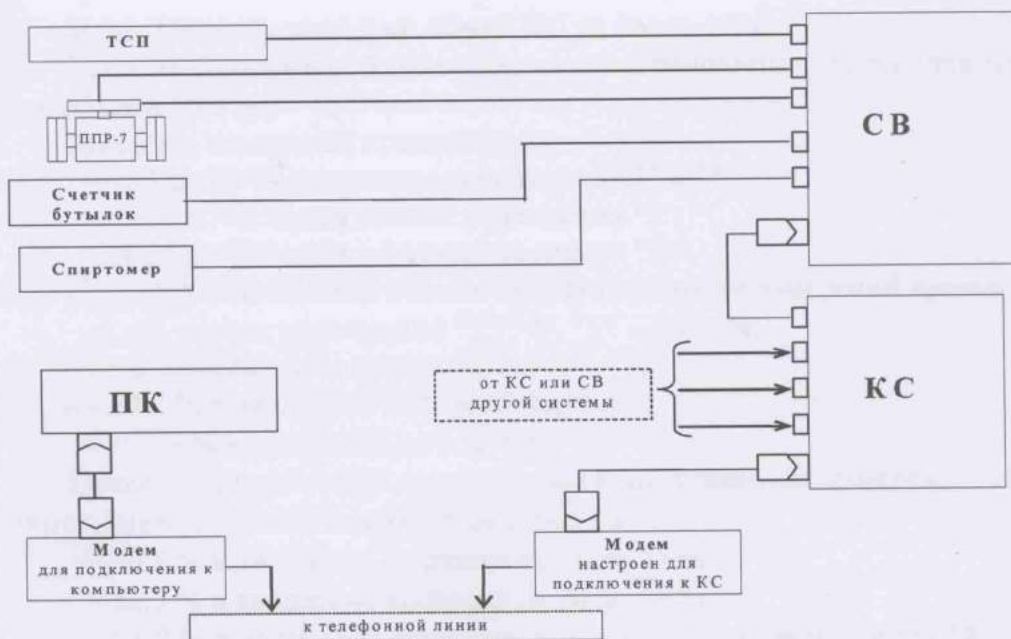 ТСП
СВ
ППР-7
Счетчик
бутылок
Спиртомер
ПК
от КС или СВ
другой системы
КС
Модем
для подключения к
компьютеру
Модем
настроен для
подключения к КС
к телефонной линии